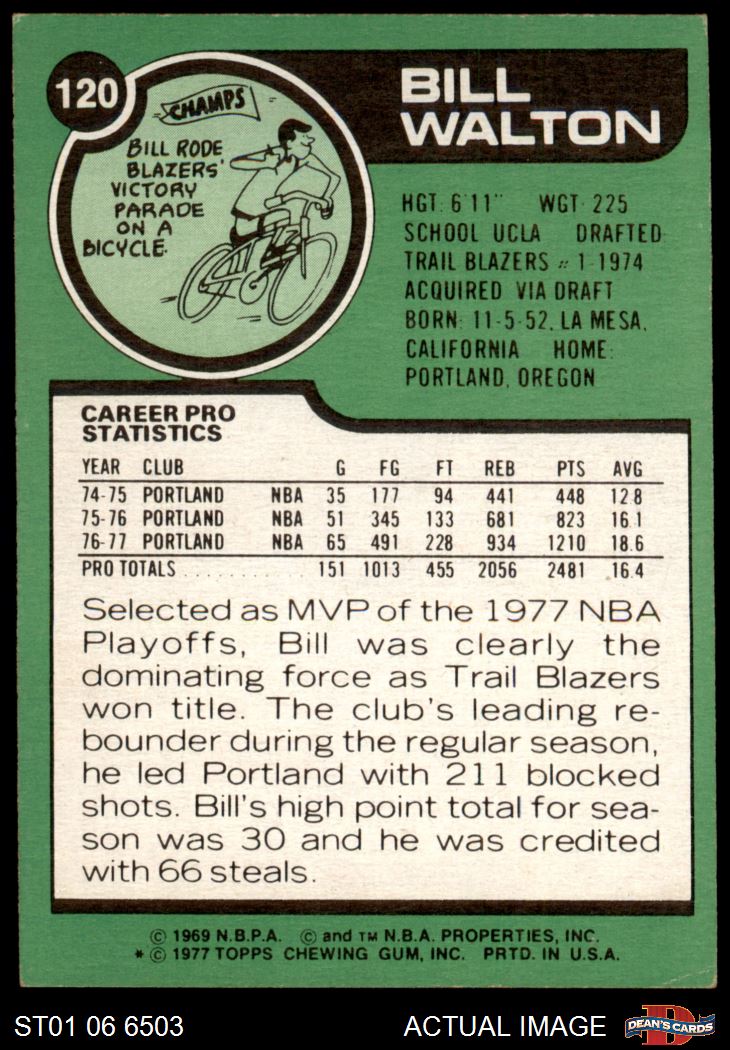 120
CHAMPS
BILL RODE
BLAZERS'
VICTORY
PARADE
ON A
BICYCLE.
BILL
WALTON
HGT: 6'11" WGT: 225
SCHOOL UCLA DRAFTED
TRAIL BLAZERS #1-1974
ACQUIRED VIA DRAFT
BORN: 11-5-52, LA MESA,
CALIFORNIA HOME:
PORTLAND, OREGON
CAREER PRO
STATISTICS
YEAR CLUB G FG FT REB PTS AVG
74-75 PORTLAND NBA 35 177 94 441 448 12.8
75-76 PORTLAND NBA 51 345 133 681 823 16.1
76-77 PORTLAND NBA 65 491 228 934 1210 18.6
PRO TOTALS .......... 151 1013 455 2056 2481 16.4
Selected as MVP of the 1977 NBA
Playoffs, Bill was clearly the
dominating force as Trail Blazers
won title. The club's leading re-
bounder during the regular season,
he led Portland with 211 blocked
shots. Bill's high point total for sea-
son was 30 and he was credited
with 66 steals.
© 1969 N.B.P.A. © and TM N.B.A. PROPERTIES, INC.
* © 1977 TOPPS CHEWING GUM, INC. PRTD. IN U.S.A.
ST01 06 6503 ACTUAL IMAGE D DEAN'S CARDS